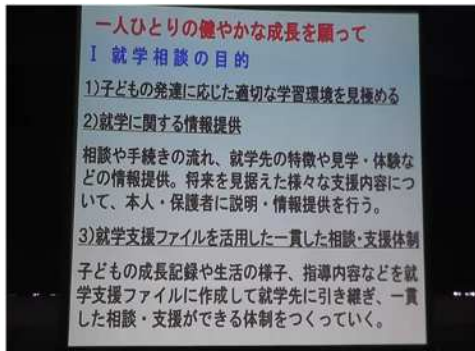 一人ひとりの健やかな成長を願って
Ⅰ 就学相談の目的
1)子どもの発達に応じた適切な学習環境を見極める
2)就学に関する情報提供
相談や手続きの流れ、就学先の特徴や見学・体験な
どの情報提供。将来を見据えた様々な支援内容につ
いて、本人・保護者に説明・情報提供を行う。
3)就学支援ファイルを活用した一貫した相談・支援体制
子どもの成長記録や生活の様子、指導内容などを就
学支援ファイルに作成して就学先に引き継ぎ、一貫
した相談・支援ができる体制をつくっていく。